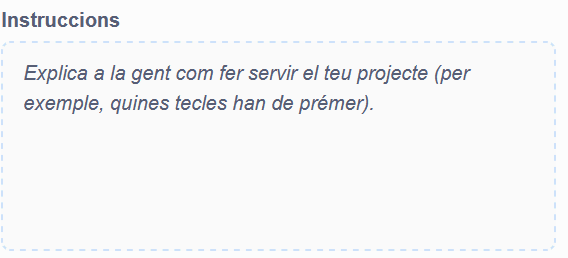 Instruccions
Explica a la gent com fer servir el teu projecte (per
exemple, quines tecles han de prémer).